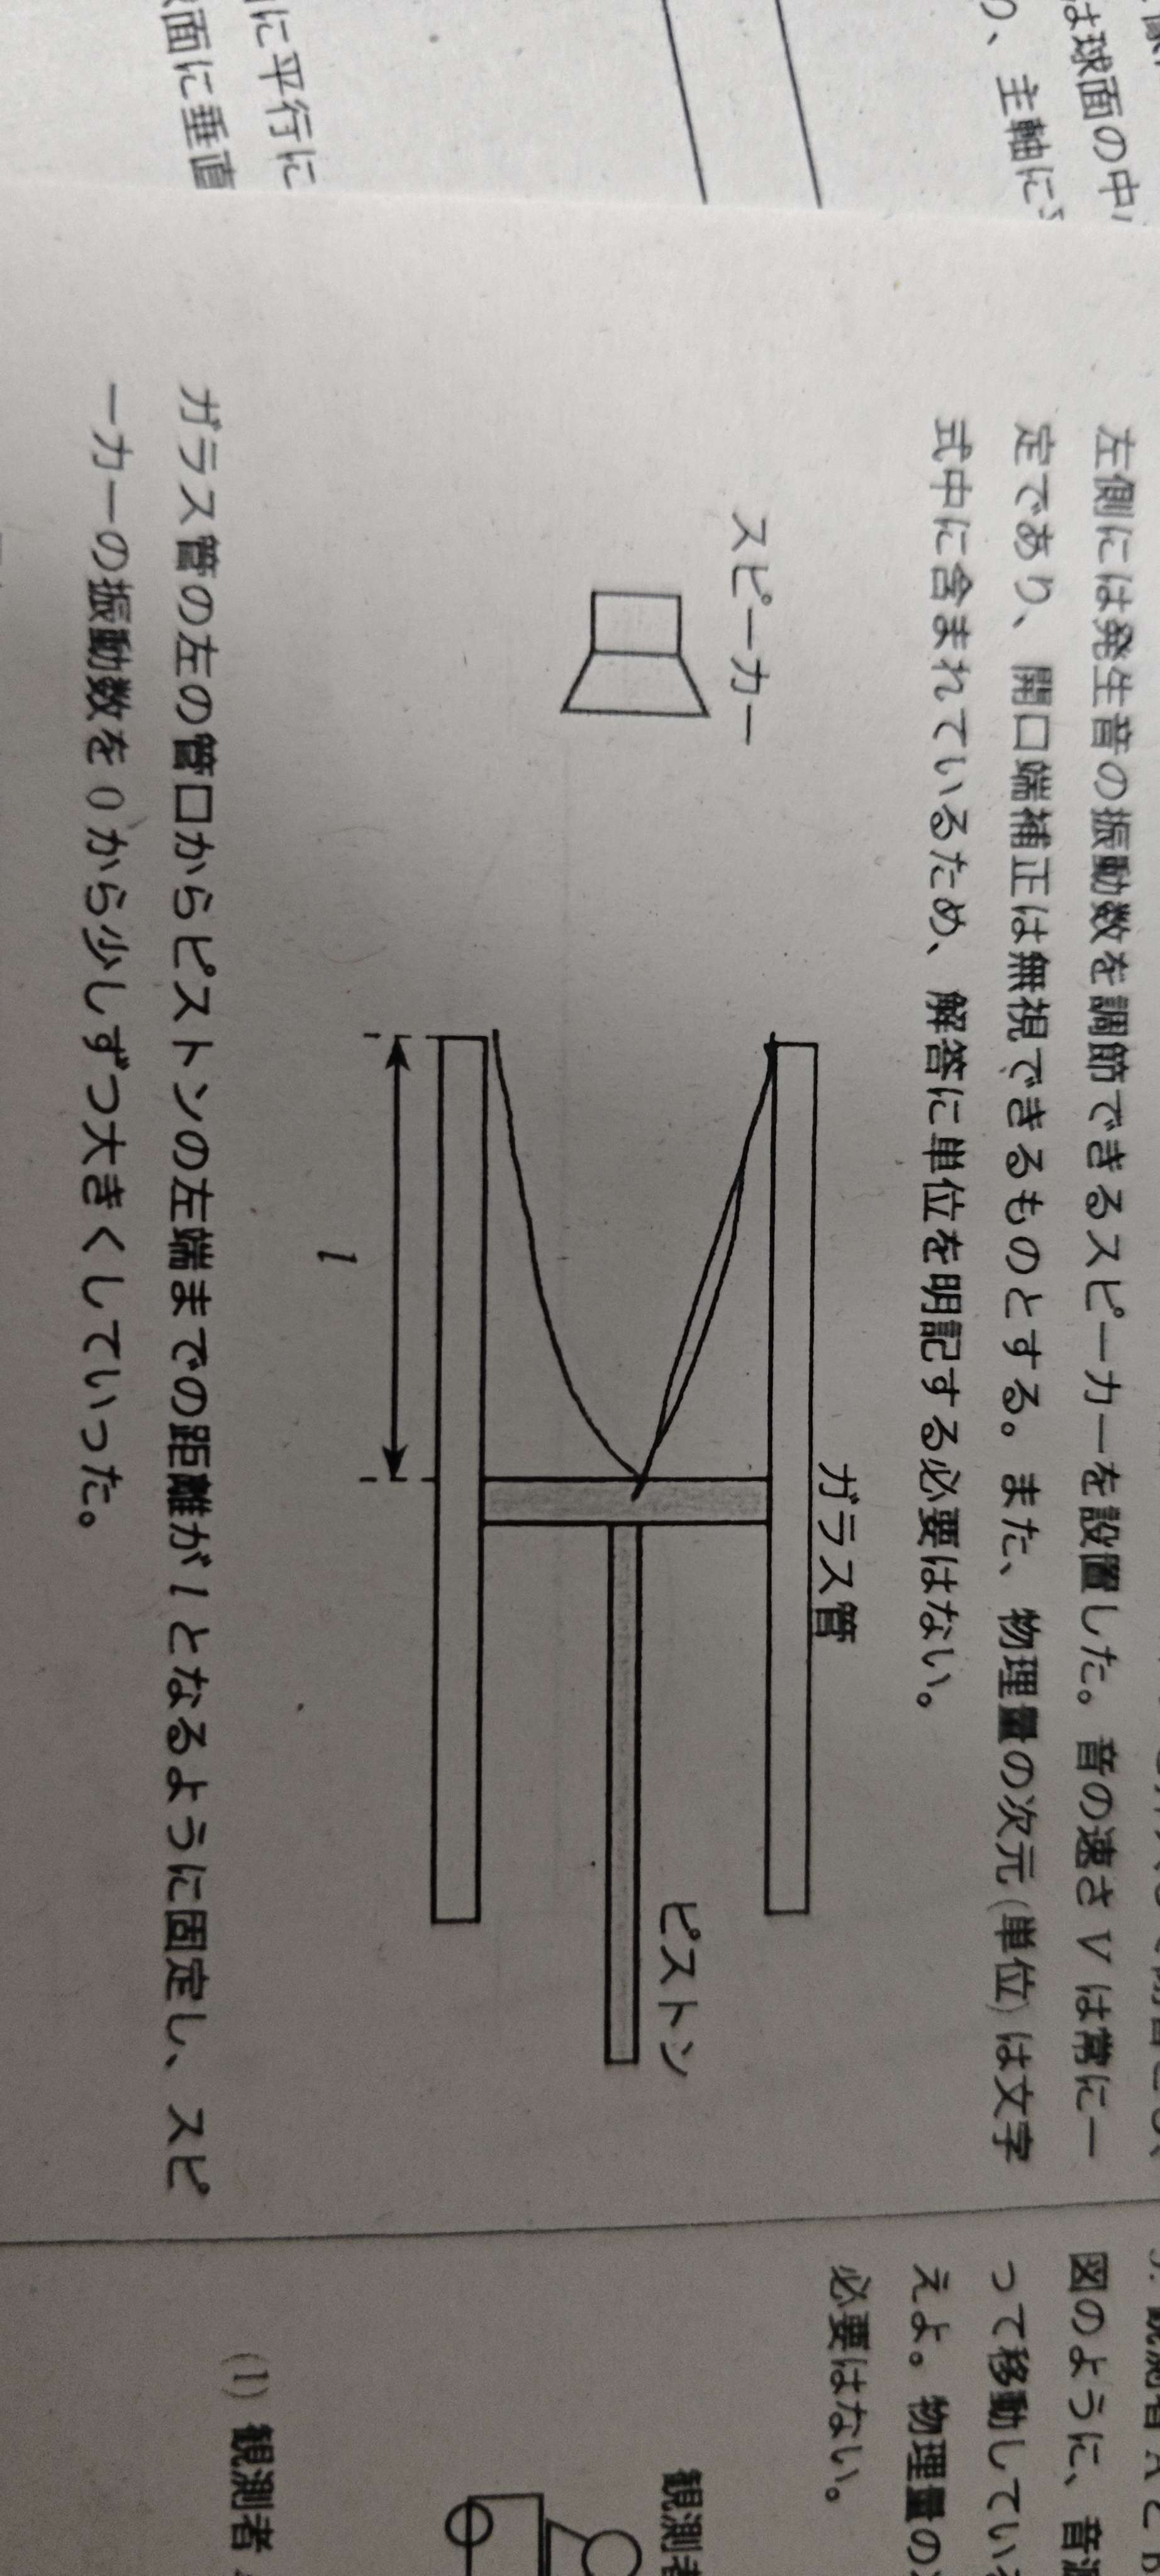 は球面の中
り、主軸に
に平行に
面に垂直
左側には発生音の振動数を調節できるスピーカーを設置した。音の速さ V は常に一
定であり、開口端補正は無視できるものとする。また、物理量の次元 (単位) は文字
式中に含まれているため、解答に単位を明記する必要はない。
ガラス管
スピーカー
ピストン
l
ガラス管の左の管口からピストンの左端までの距離が l となるように固定し、スピ
ーカーの振動数を 0 から少しずつ大きくしていった。
観測者 A と B
図のように、音源
って移動している
えよ。物理量の
必要はない。
観測者
(1) 観測者